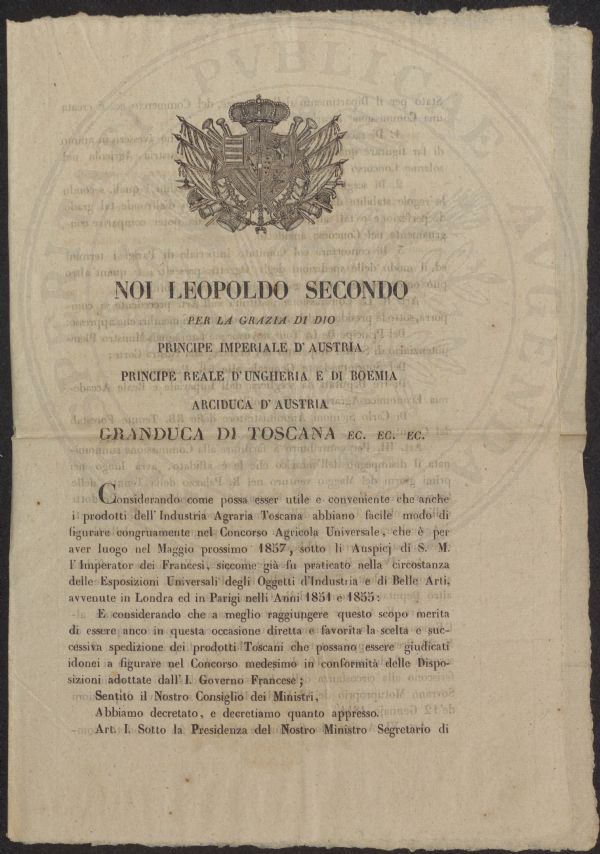 NOI LEOPOLDO SECONDO
PER LA GRAZIA DI DIO
PRINCIPE IMPERIALE D'AUSTRIA
PRINCIPE REALE D'UNGHERIA E DI BOEMIA
ARCIDUCA D'AUSTRIA
GRANDUCA DI TOSCANA EC. EC. EC.
Considerando come possa esser utile e conveniente che anche
i prodotti dell'Industria Agraria Toscana abbiano facile modo di
figurare congruamente nel Concorso Agricola Universale, che è per
aver luogo nel Maggio prossimo 1857, sotto li Auspicj di S. M.
l'Imperator dei Francesi, siccome già fu praticato nella circostanza
delle Esposizioni Universali degli Oggetti d'Industria e di Belle Arti,
avvenute in Londra ed in Parigi nelli Anni 1851 e 1855:
E considerando che a meglio raggiungere questo scopo merita
di essere anco in questa occasione diretta e favorita la scelta e suc-
cessiva spedizione dei prodotti Toscani che possano essere giudicati
idonei a figurare nel Concorso medesimo in conformità delle Dispo-
sizioni adottate dall'I. Governo Francese;
Sentito il Nostro Consiglio dei Ministri,
Abbiamo decretato, e decretiamo quanto appresso.
Art. I. Sotto la Presidenza del Nostro Ministro Segretario di